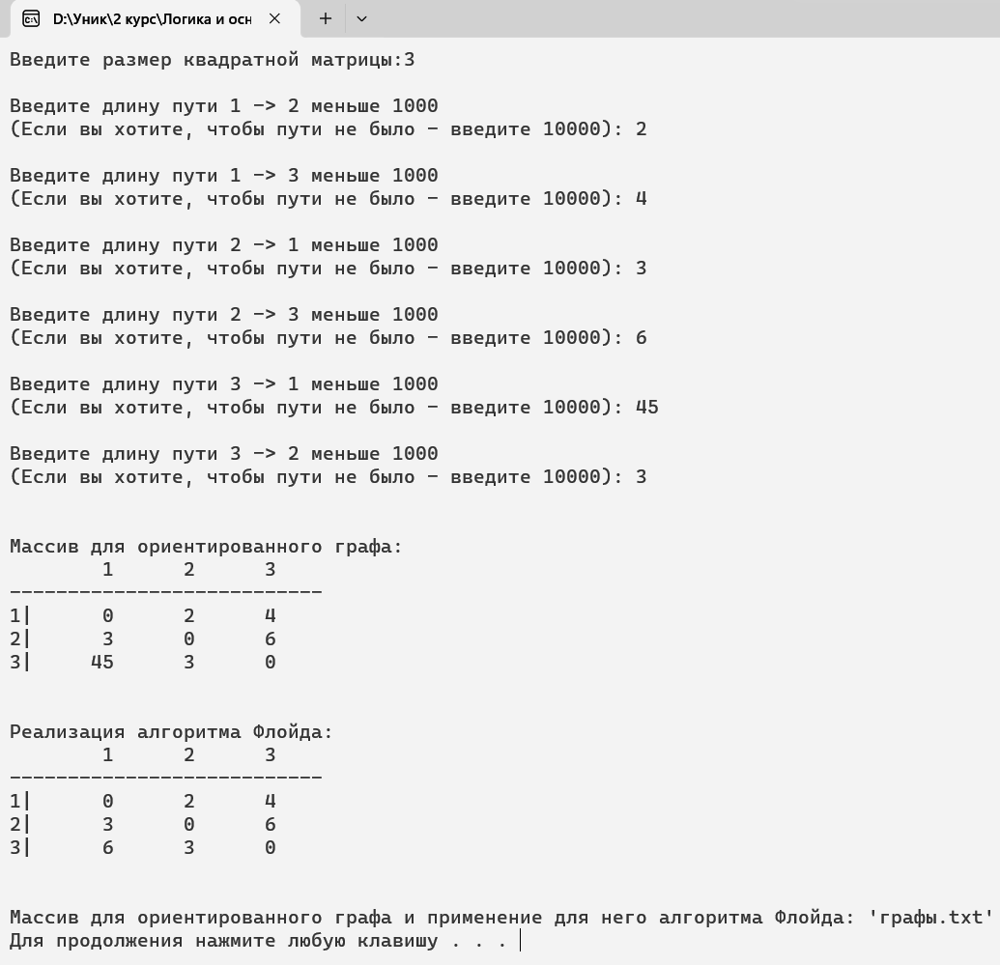 D:\Уник\2 курс\Логика и осн
Введите размер квадратной матрицы:3
Введите длину пути 1 -> 2 меньше 1000
(Если вы хотите, чтобы пути не было - введите 10000): 2
Введите длину пути 1 -> 3 меньше 1000
(Если вы хотите, чтобы пути не было - введите 10000): 4
Введите длину пути 2 -> 1 меньше 1000
(Если вы хотите, чтобы пути не было - введите 10000): 3
Введите длину пути 2 -> 3 меньше 1000
(Если вы хотите, чтобы пути не было - введите 10000): 6
Введите длину пути 3 -> 1 меньше 1000
(Если вы хотите, чтобы пути не было - введите 10000): 45
Введите длину пути 3 -> 2 меньше 1000
(Если вы хотите, чтобы пути не было - введите 10000): 3
Массив для ориентированного графа:
1 2 3
---------------------------
1| 0 2 4
2| 3 0 6
3| 45 3 0
Реализация алгоритма Флойда:
1 2 3
---------------------------
1| 0 2 4
2| 3 0 6
3| 6 3 0
Массив для ориентированного графа и применение для него алгоритма Флойда: 'графы.txt'
Для продолжения нажмите любую клавишу . . .